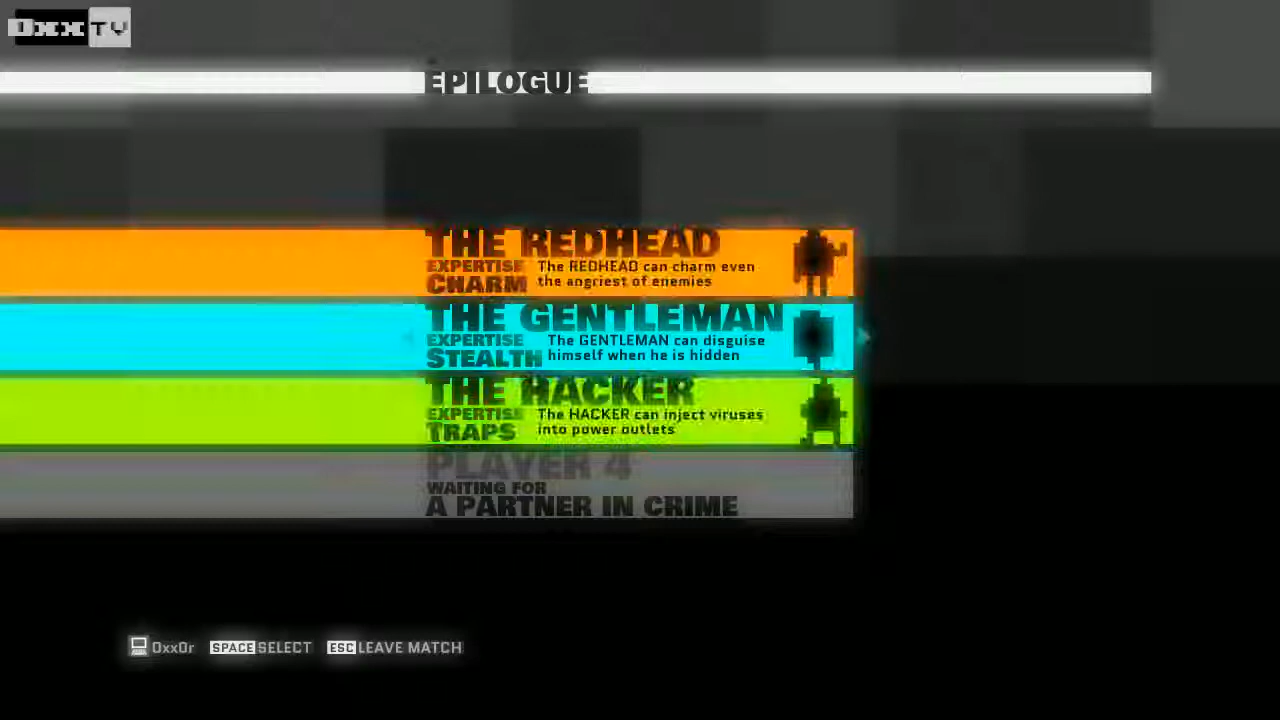 OxxTV
EPILOGUE
THE REDHEAD
EXPERTISE
CHARM
The REDHEAD can charm even
the angriest of enemies
THE GENTLEMAN
EXPERTISE
STEALTH
The GENTLEMAN can disguise
himself when he is hidden
THE HACKER
EXPERTISE
TRAPS
The HACKER can inject viruses
into power outlets
PLAYER 4
WAITING FOR
A PARTNER IN CRIME
OxxOr SPACE SELECT ESC LEAVE MATCH